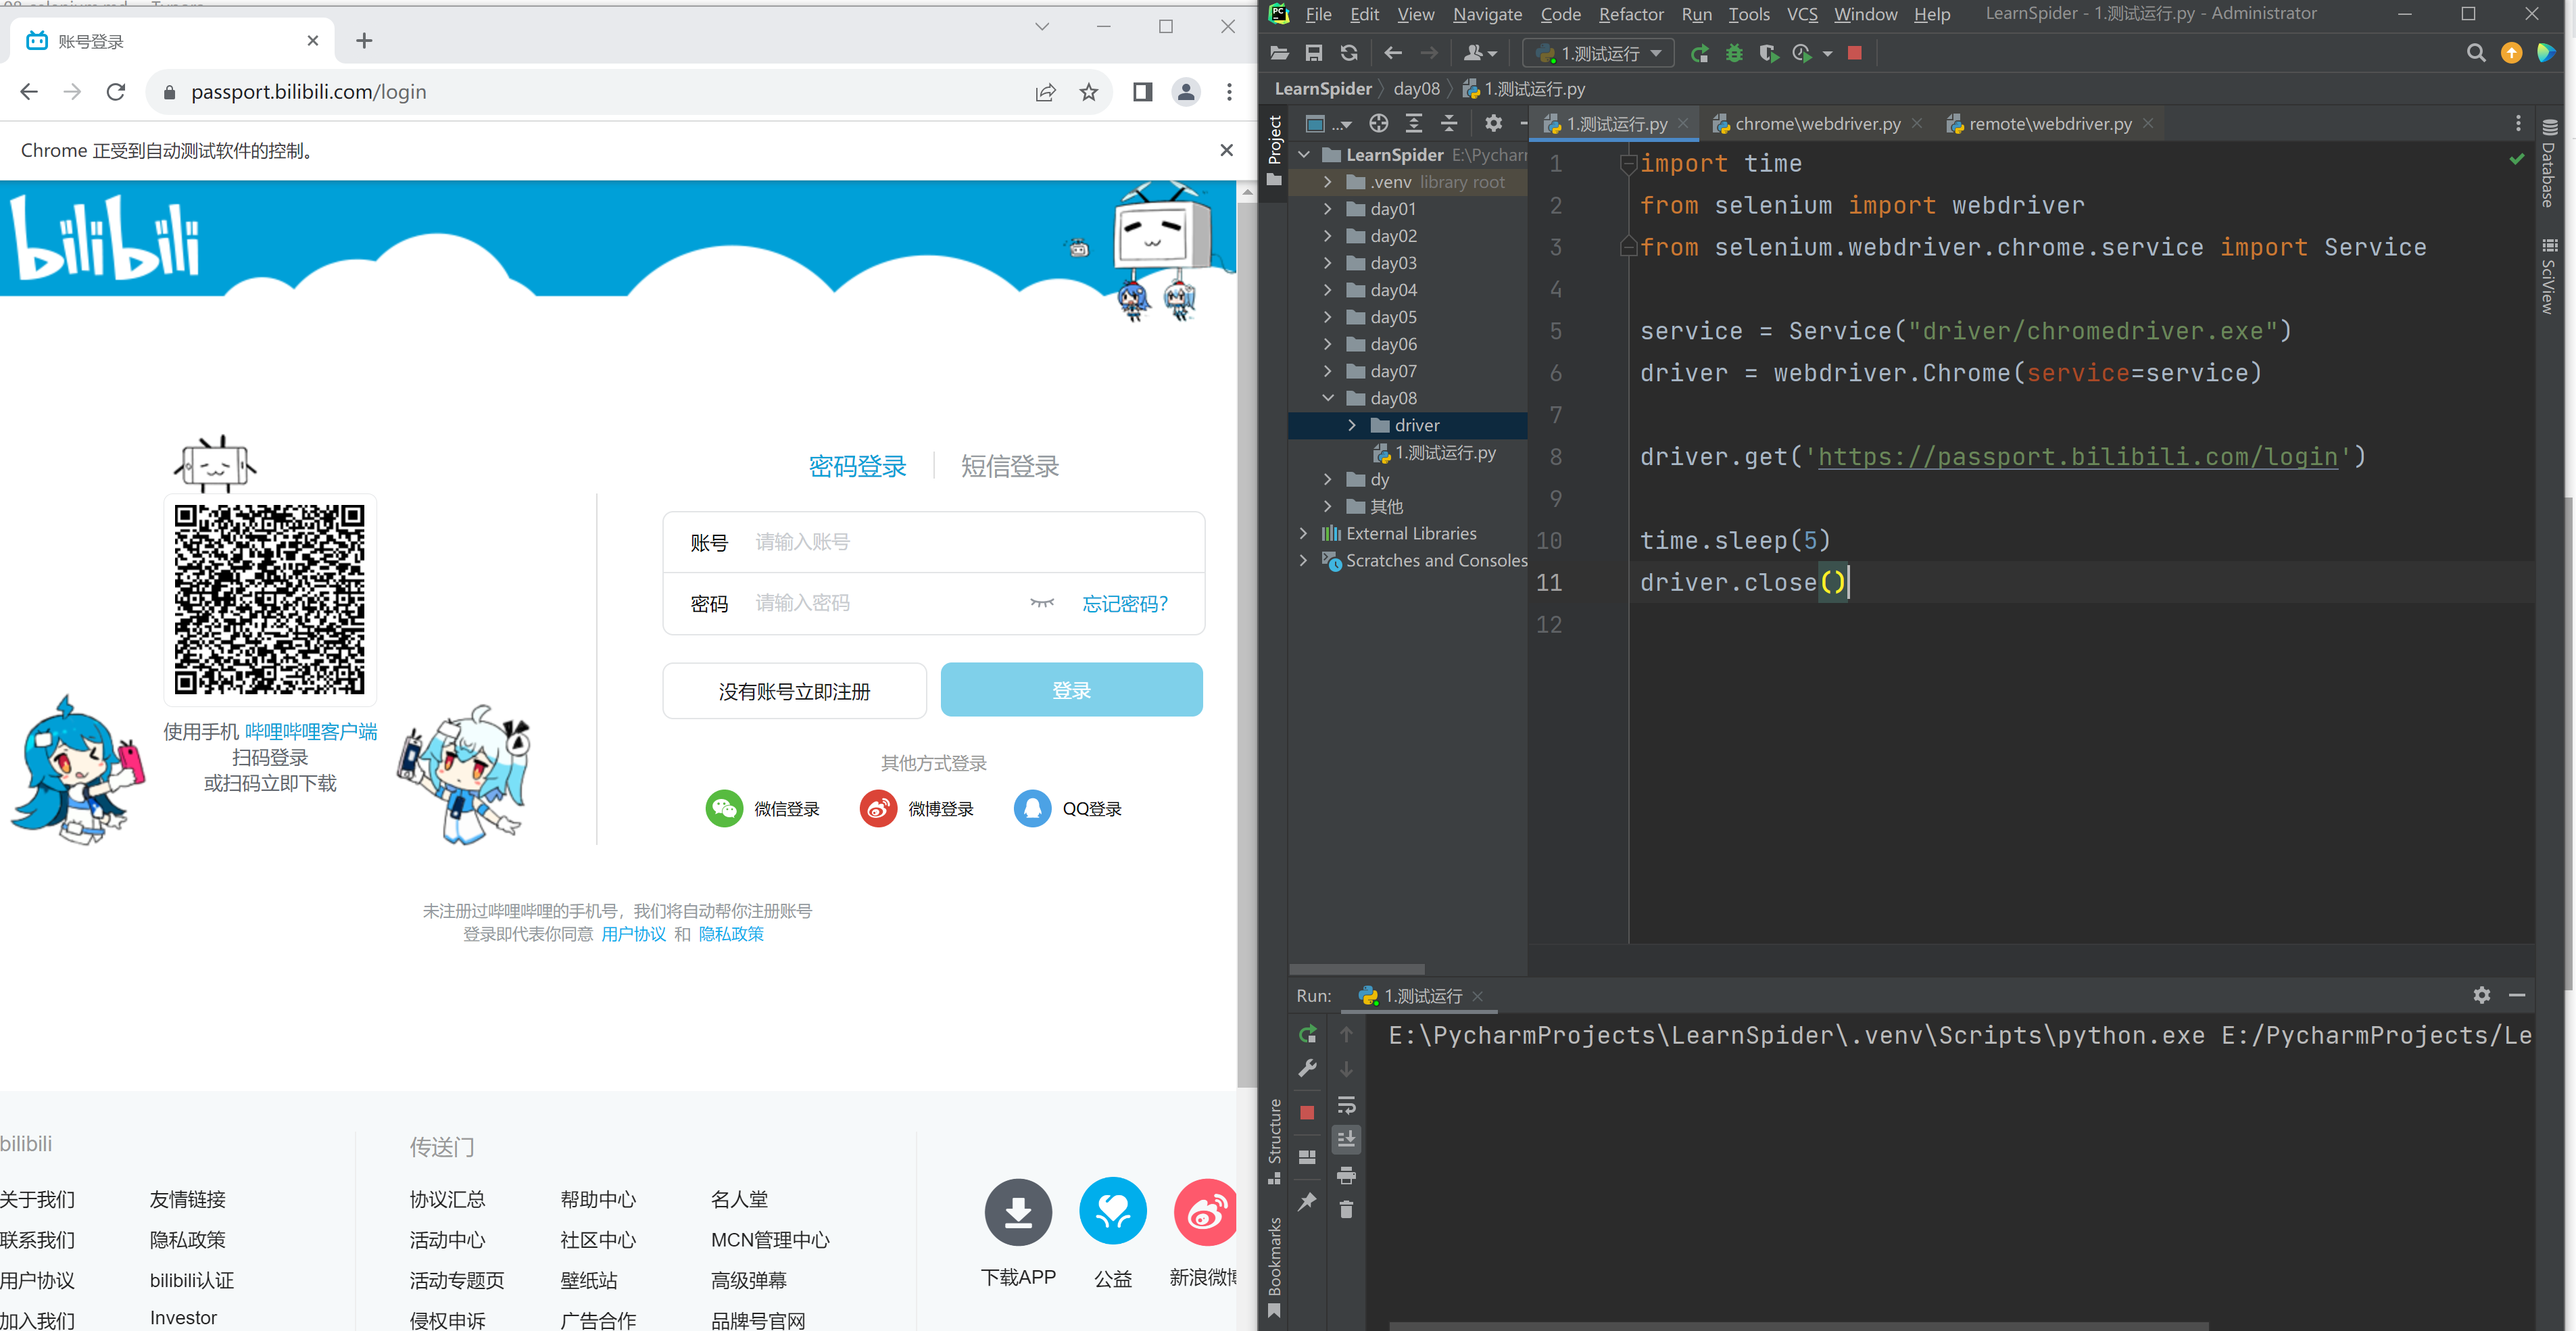 账号登录
passport.bilibili.com/login
Chrome 正受到自动测试软件的控制。
bilibili
密码登录
短信登录
账号 请输入账号
密码 请输入密码 忘记密码?
没有账号立即注册
登录
使用手机 哔哩哔哩客户端
扫码登录
或扫码立即下载
其他方式登录
微信登录
微博登录
QQ登录
未注册过哔哩哔哩的手机号，我们将自动帮你注册账号
登录即代表你同意 用户协议 和 隐私政策
bilibili
关于我们 友情链接
联系我们 隐私政策
用户协议 bilibili认证
加入我们 Investor
传送门
协议汇总 帮助中心 名人堂
活动中心 社区中心 MCN管理中心
活动专题页 壁纸站 高级弹幕
侵权申诉 广告合作 品牌号官网
下载APP
公益
新浪微博
File Edit View Navigate Code Refactor Run Tools VCS Window Help LearnSpider - 1.测试运行.py - Administrator
1.测试运行
LearnSpider day08 1.测试运行.py
Project
...
1.测试运行.py chrome\webdriver.py remote\webdriver.py
LearnSpider E:\Pychar
.venv library root
day01
day02
day03
day04
day05
day06
day07
day08
driver
1.测试运行.py
dy
其他
External Libraries
Scratches and Consoles
1 import time
2 from selenium import webdriver
3 from selenium.webdriver.chrome.service import Service
4
5 service = Service("driver/chromedriver.exe")
6 driver = webdriver.Chrome(service=service)
7
8 driver.get('https://passport.bilibili.com/login')
9
10 time.sleep(5)
11 driver.close()
12
Database
SciView
Run: 1.测试运行
E:\PycharmProjects\LearnSpider\.venv\Scripts\python.exe E:/PycharmProjects/Le
Structure
Bookmarks